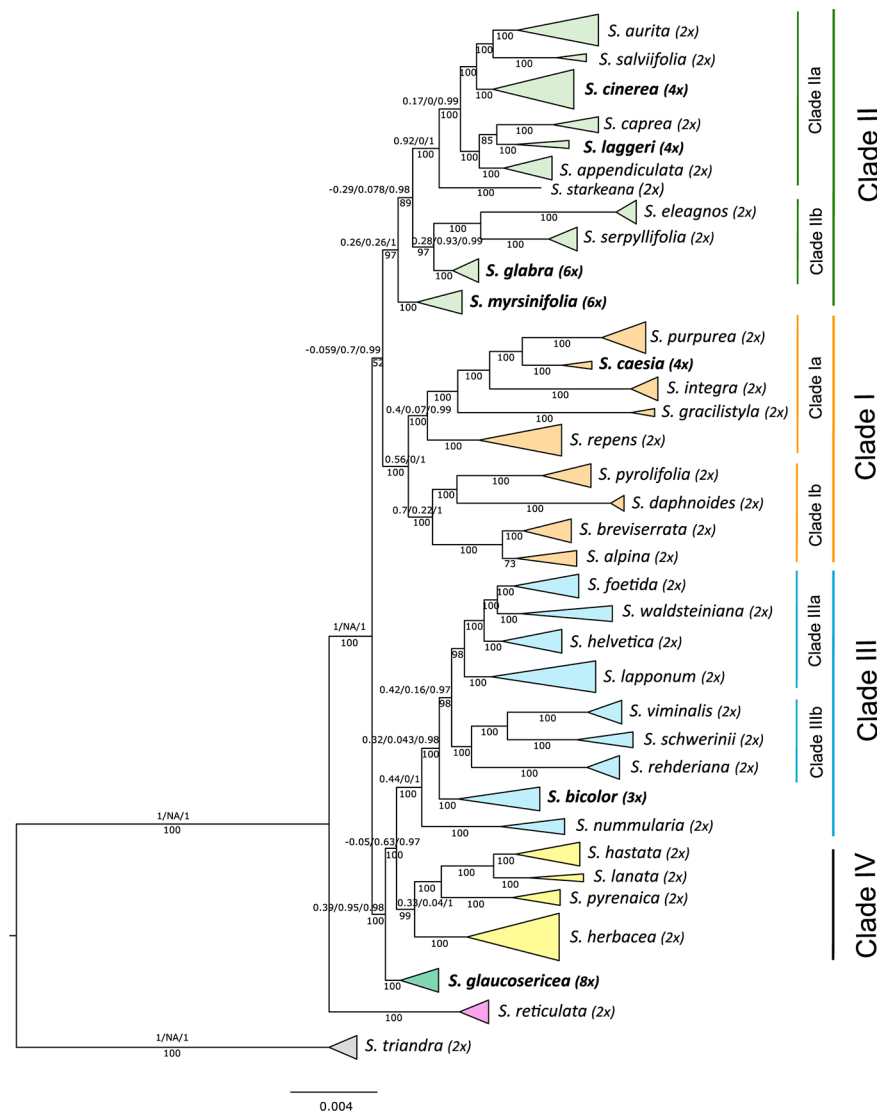 S. aurita (2x)
100
100
S. salviifolia (2x)
100
100
S. cinerea (4x)
100
0.17/0/0.99
100
S. caprea (2x)
100
85
S. laggeri (4x)
100
0.92/0/1
100
100
S. appendiculata (2x)
100
S. starkeana (2x)
100
-0.29/0.078/0.98
89
S. eleagnos (2x)
100
100
0.28/0.93/0.99
S. serpyllifolia (2x)
100
0.26/0.26/1
97
97
S. glabra (6x)
100
S. myrsinifolia (6x)
100
S. purpurea (2x)
100
-0.059/0.7/0.99
52
100
S. caesia (4x)
100
100
S. integra (2x)
100
100
S. gracilistyla (2x)
100
0.4/0.07/0.99
100
S. repens (2x)
100
0.56/0/1
100
S. pyrolifolia (2x)
100
100
S. daphnoides (2x)
100
0.7/0.22/1
100
S. breviserrata (2x)
100
100
S. alpina (2x)
73
S. foetida (2x)
100
100
S. waldsteiniana (2x)
100
100
S. helvetica (2x)
100
1/NA/1
100
98
S. lapponum (2x)
100
0.42/0.16/0.97
98
S. viminalis (2x)
100
100
0.32/0.043/0.98
100
S. schwerinii (2x)
100
100
S. rehderiana (2x)
100
0.44/0/1
100
S. bicolor (3x)
100
S. nummularia (2x)
100
1/NA/1
100
-0.05/0.63/0.97
100
S. hastata (2x)
100
100
S. lanata (2x)
100
100
S. pyrenaica (2x)
100
0.33/0.04/1
99
0.39/0.95/0.98
100
S. herbacea (2x)
100
S. glaucosericea (8x)
100
S. reticulata (2x)
100
1/NA/1
100
S. triandra (2x)
0.004
Clade IIa
Clade IIb
Clade II
Clade Ia
Clade Ib
Clade I
Clade IIIa
Clade IIIb
Clade III
Clade IV